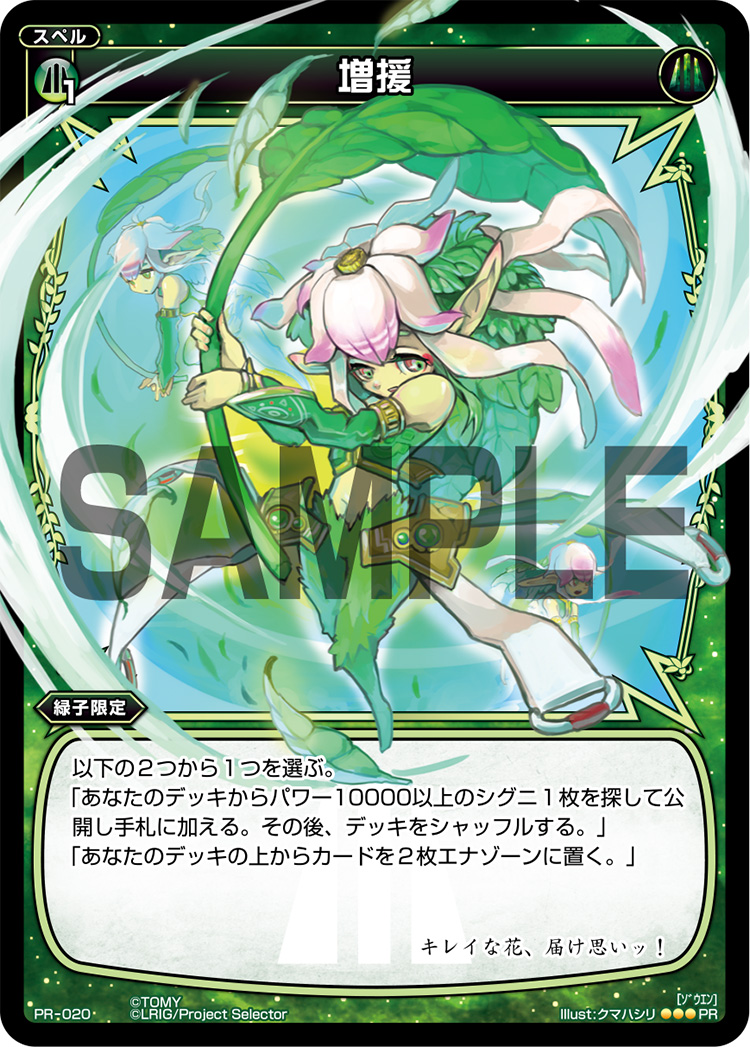 スペル
増援
1
SAMPLE
緑子限定
以下の２つから１つを選ぶ。
「あなたのデッキからパワー10000以上のシグニ１枚を探して公
開し手札に加える。その後、デッキをシャッフルする。」
「あなたのデッキの上からカードを２枚エナゾーンに置く。」
キレイな花、届け思いッ！
©TOMY
[ｿﾞｳｴﾝ]
PR-020
©LRIG/Project Selector
Illust:クマハシリ
PR